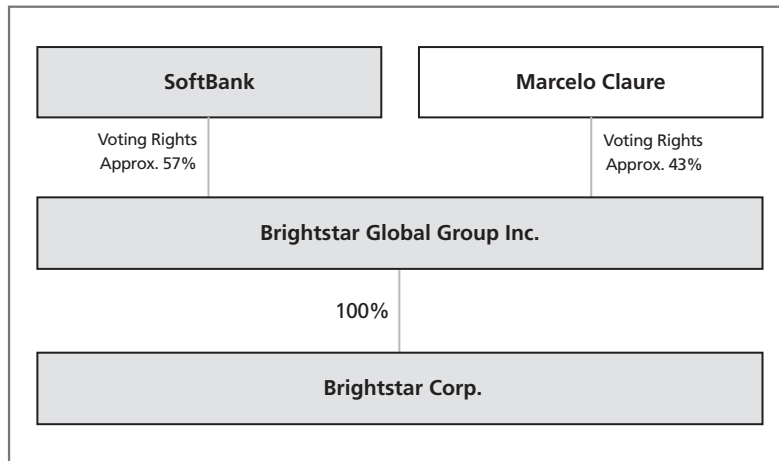 SoftBank
Marcelo Claure
Voting Rights
Approx. 57%
Voting Rights
Approx. 43%
Brightstar Global Group Inc.
100%
Brightstar Corp.